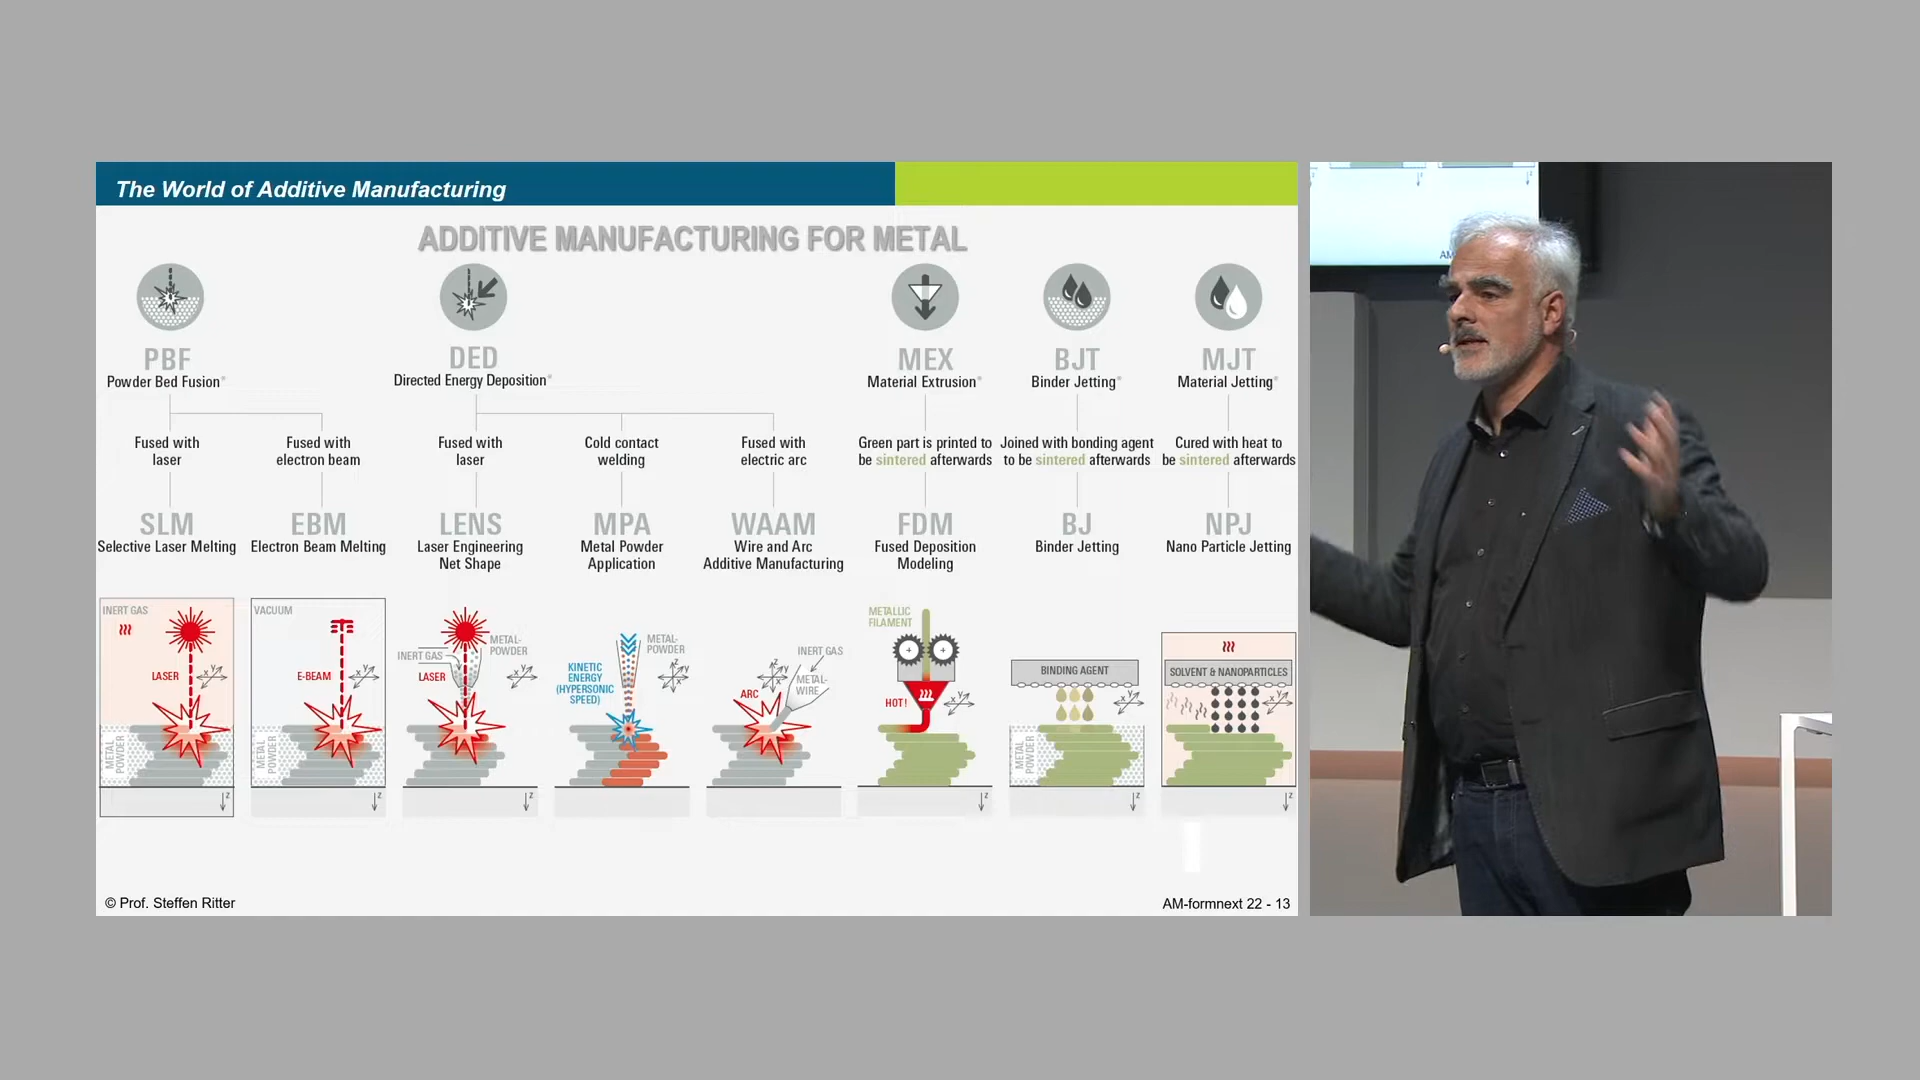 The World of Additive Manufacturing
ADDITIVE MANUFACTURING FOR METAL
PBF
Powder Bed Fusion*
DED
Directed Energy Deposition*
MEX
Material Extrusion*
BJT
Binder Jetting*
MJT
Material Jetting*
Fused with
laser
Fused with
electron beam
Fused with
laser
Cold contact
welding
Fused with
electric arc
Green part is printed to
be sintered afterwards
Joined with bonding agent
to be sintered afterwards
Cured with heat to
be sintered afterwards
SLM
Selective Laser Melting
EBM
Electron Beam Melting
LENS
Laser Engineering
Net Shape
MPA
Metal Powder
Application
WAAM
Wire and Arc
Additive Manufacturing
FDM
Fused Deposition
Modeling
BJ
Binder Jetting
NPJ
Nano Particle Jetting
INERT GAS
LASER
x y
METAL
POWDER
z
VACUUM
E-BEAM
x y
METAL
POWDER
z
INERT GAS
METAL-
POWDER
LASER
x y
z
METAL-
POWDER
KINETIC
ENERGY
(HYPERSONIC
SPEED)
z
y
x
INERT GAS
METAL-
WIRE
ARC
z
y
x
METALLIC
FILAMENT
HOT!
x y
z
BINDING AGENT
x y
METAL
POWDER
z
SOLVENT & NANOPARTICLES
x y
z
© Prof. Steffen Ritter
AM-formnext 22 - 13
AM